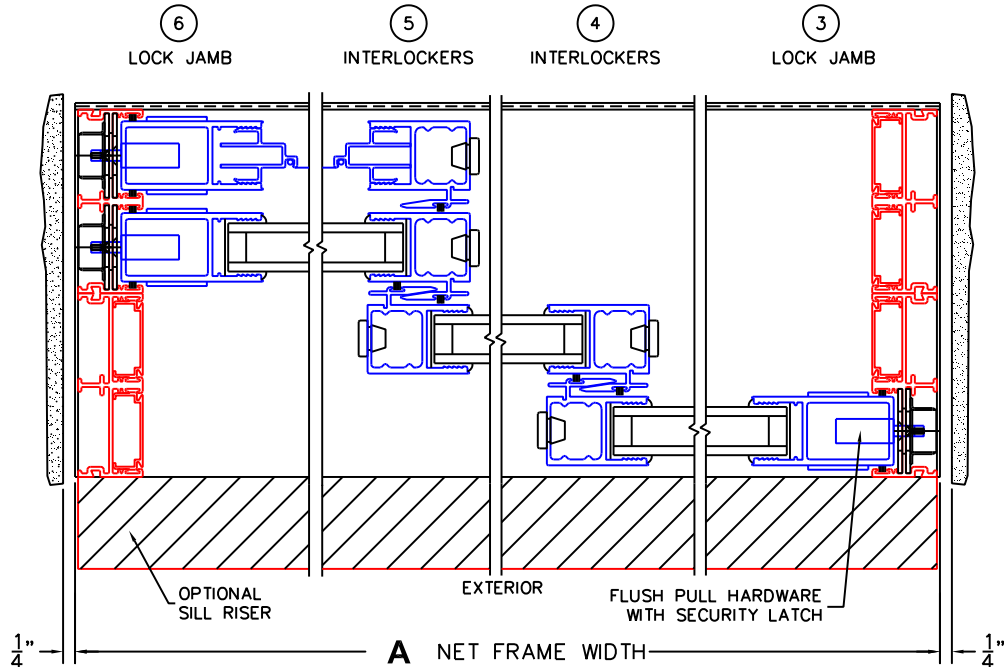 6 5 4 3
LOCK JAMB INTERLOCKERS INTERLOCKERS LOCK JAMB
OPTIONAL
SILL RISER
EXTERIOR
FLUSH PULL HARDWARE
WITH SECURITY LATCH
1/4" A NET FRAME WIDTH 1/4"